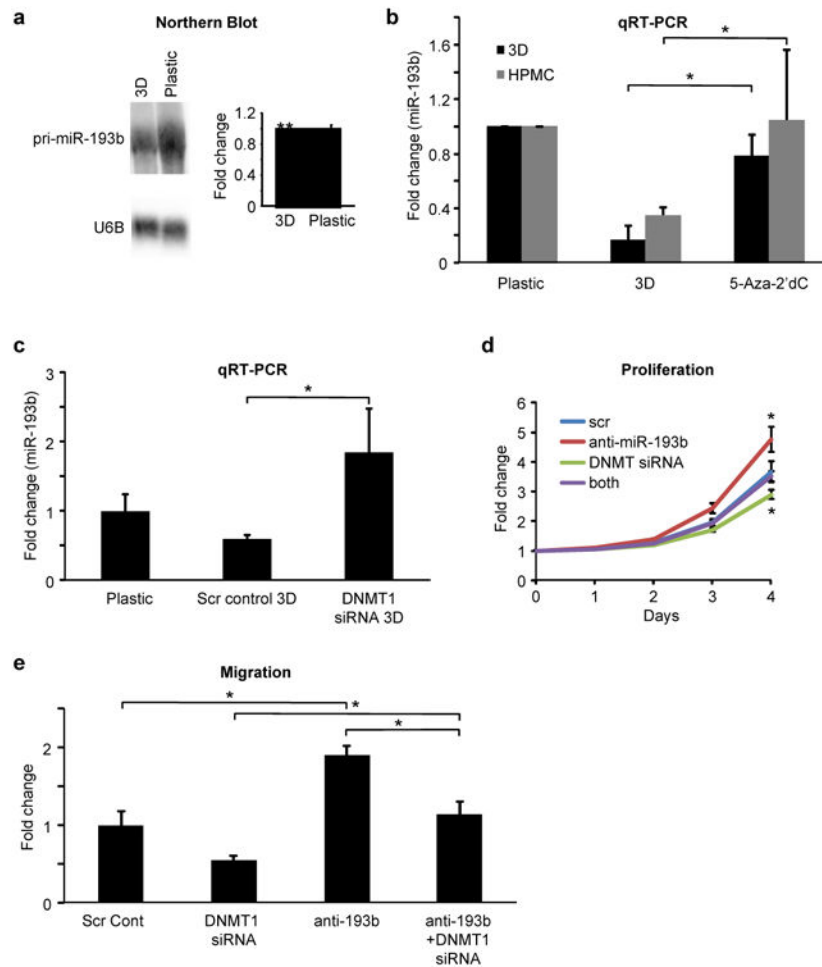 a
Northern Blot
3D
Plastic
pri-miR-193b
U6B
Fold change
1.2
0.8
0.4
0
**
3D Plastic
b
qRT-PCR
Fold change (miR-193b)
1.6
1.2
0.8
0.4
0
3D
HPMC
*
*
Plastic 3D 5-Aza-2'dC
c
qRT-PCR
Fold change (miR-193b)
3
2
1
0
*
Plastic Scr control 3D DNMT1
siRNA 3D
d
Proliferation
Fold change
6
5
4
3
2
1
0
scr
anti-miR-193b
DNMT siRNA
both
*
*
0 1 2 3 4
Days
e
Migration
Fold change
2
1
0
*
*
*
Scr Cont DNMT1 anti-193b anti-193b
siRNA +DNMT1
siRNA